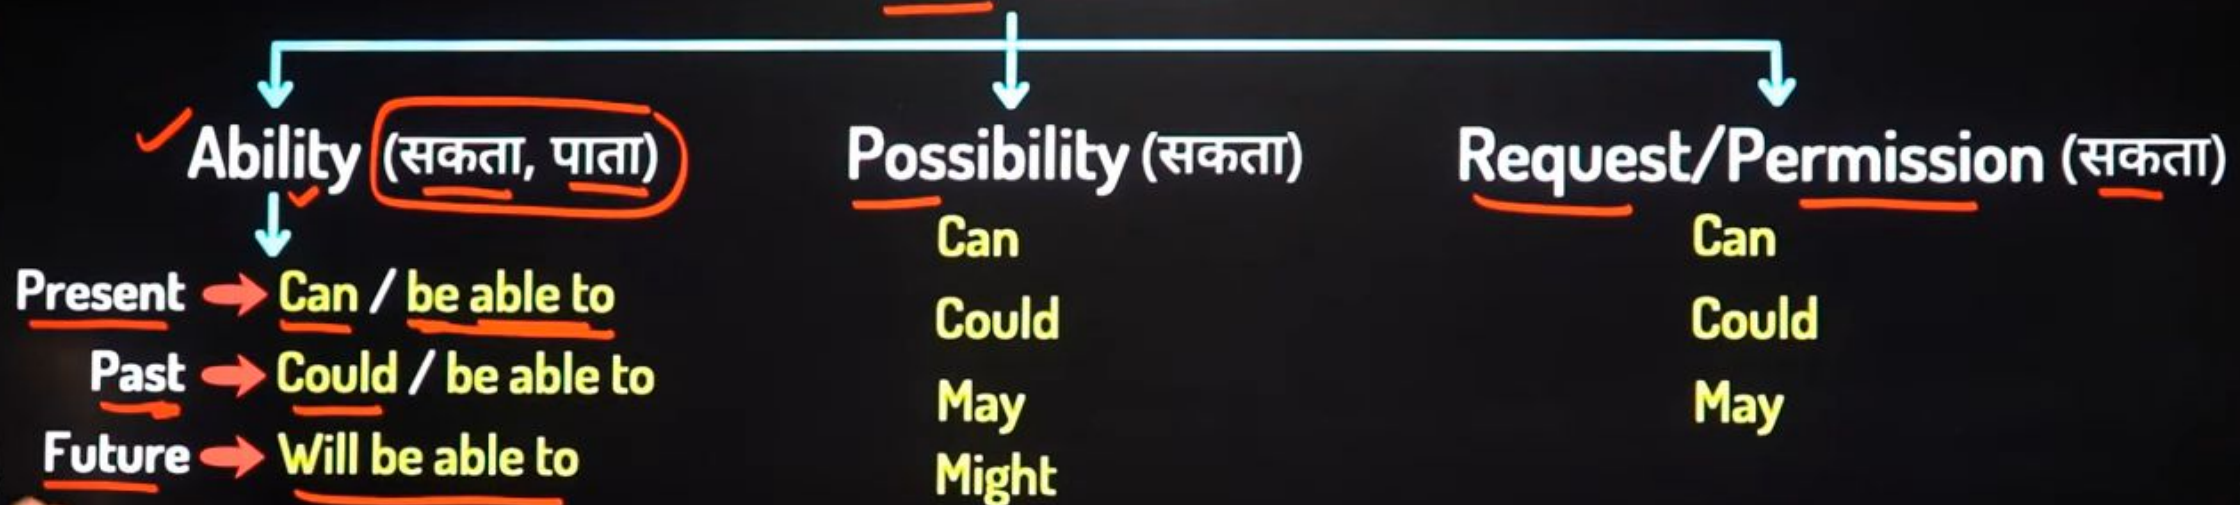 Ability (सकता, पाता)
Present Can / be able to
Past Could / be able to
Future Will be able to
Possibility (सकता)
Can
Could
May
Might
Request/Permission (सकता)
Can
Could
May